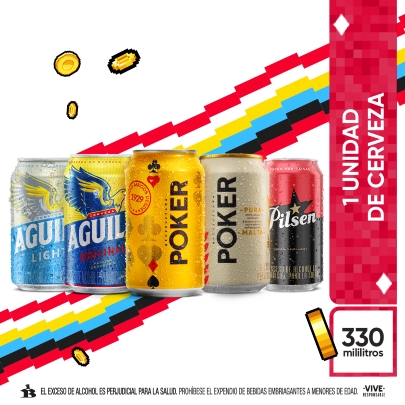 1 UNIDAD
DE CERVEZA
AGUILA
LIGHT
AGUILA
ORIGINAL
1929
POKER
POKER
PURA
MALTA
Pilsen
330
mililitros
EL EXCESO DE ALCOHOL ES PERJUDICIAL PARA LA SALUD. PROHÍBESE EL EXPENDIO DE BEBIDAS EMBRIAGANTES A MENORES DE EDAD.
VIVE
RESPONSABLE